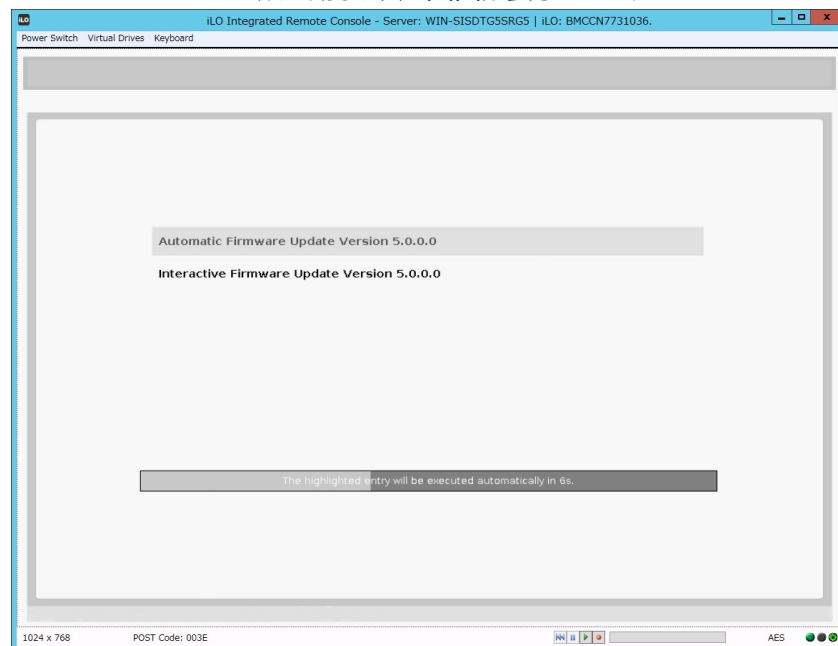 iLO
iLO Integrated Remote Console - Server: WIN-SISDTG5SRG5 | iLO: BMCCN7731036.
Power Switch Virtual Drives Keyboard
Automatic Firmware Update Version 5.0.0.0
Interactive Firmware Update Version 5.0.0.0
The highlighted entry will be executed automatically in 6s.
1024 x 768 POST Code: 003E AES